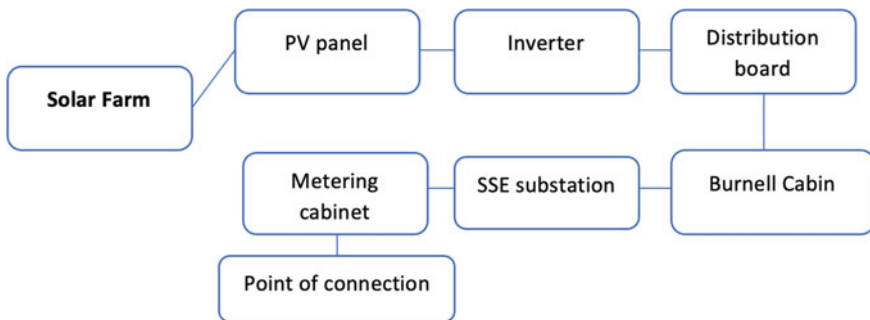 Solar Farm
PV panel
Inverter
Distribution
board
Burnell Cabin
SSE substation
Metering
cabinet
Point of connection